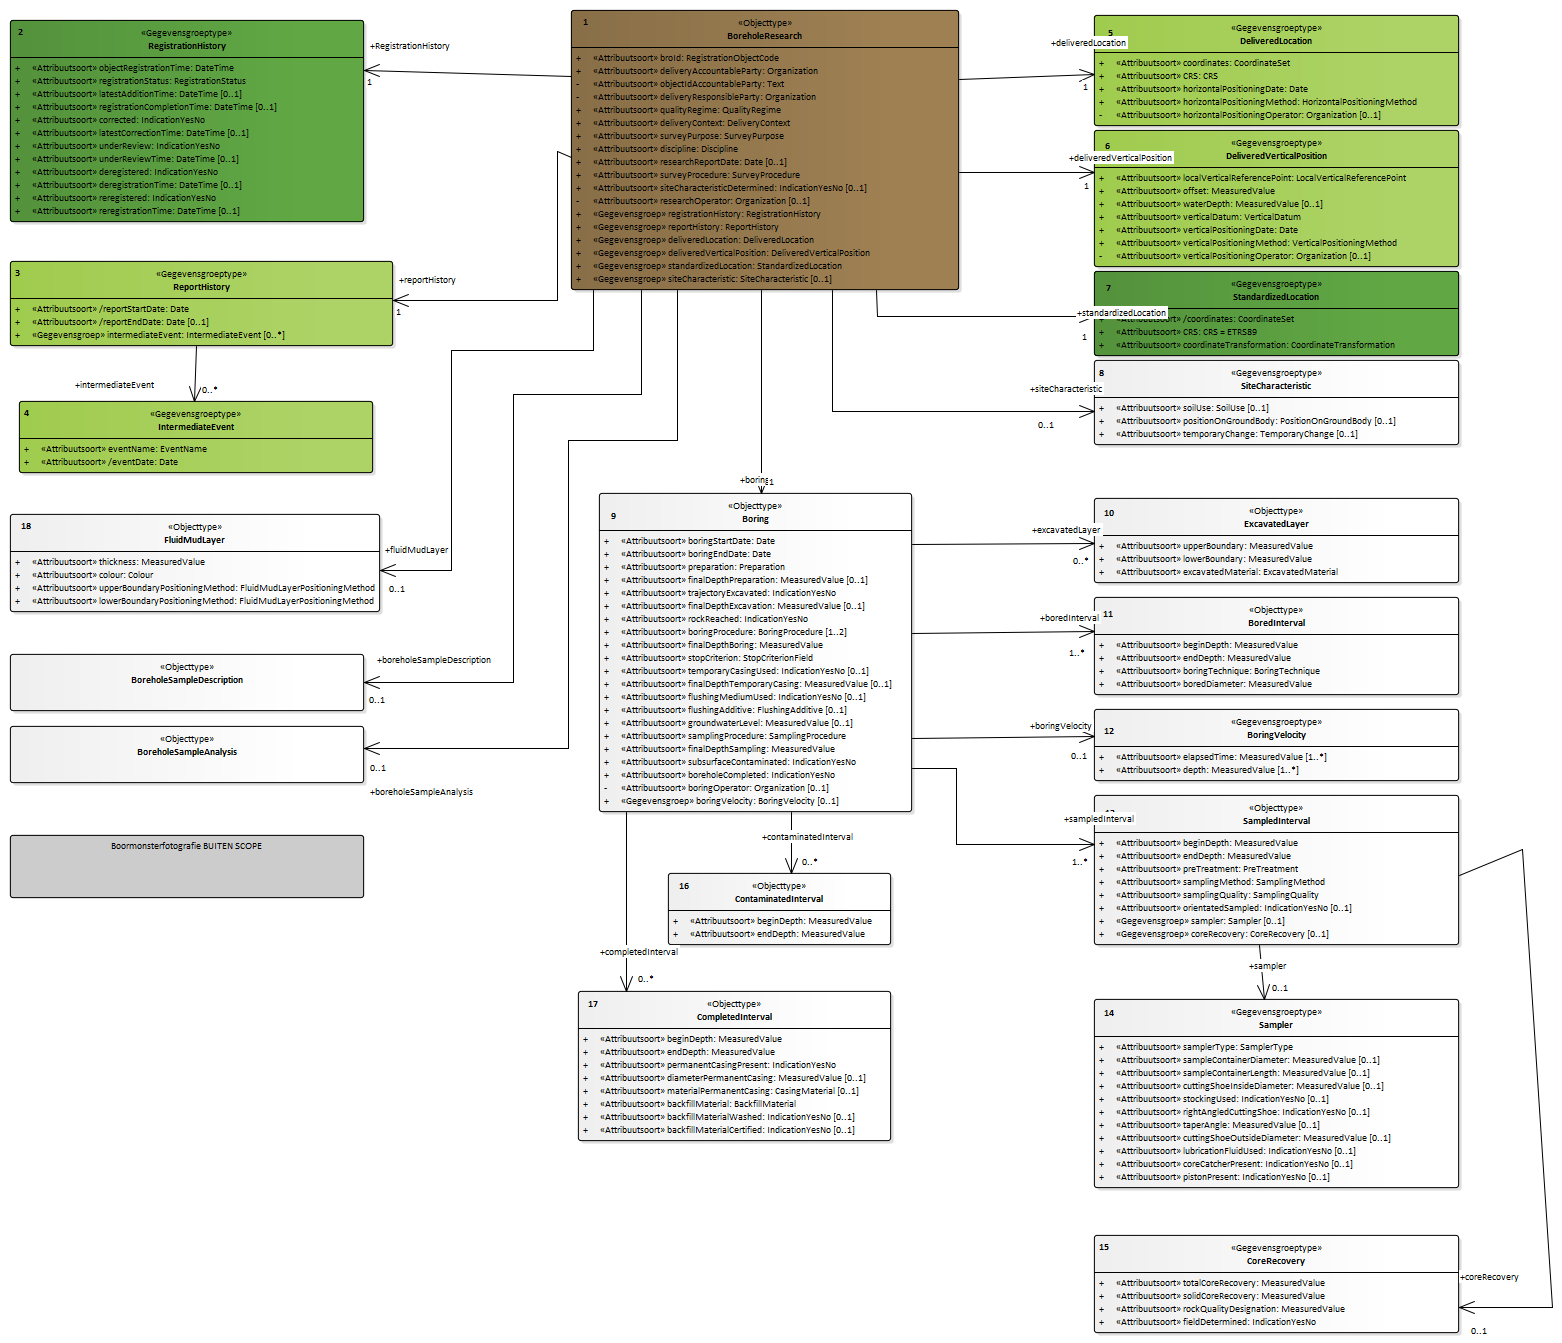 1
«Objecttype»
BoreholeResearch
+ «Attribuutsoort» broId: RegistrationObjectCode
+ «Attribuutsoort» deliveryAccountableParty: Organization
- «Attribuutsoort» objectIdAccountableParty: Text
- «Attribuutsoort» deliveryResponsibleParty: Organization
+ «Attribuutsoort» qualityRegime: QualityRegime
+ «Attribuutsoort» deliveryContext: DeliveryContext
+ «Attribuutsoort» surveyPurpose: SurveyPurpose
+ «Attribuutsoort» discipline: Discipline
+ «Attribuutsoort» researchReportDate: Date [0..1]
+ «Attribuutsoort» surveyProcedure: SurveyProcedure
+ «Attribuutsoort» siteCharacteristicDetermined: IndicationYesNo [0..1]
- «Attribuutsoort» researchOperator: Organization [0..1]
+ «Gegevensgroep» registrationHistory: RegistrationHistory
+ «Gegevensgroep» reportHistory: ReportHistory
+ «Gegevensgroep» deliveredLocation: DeliveredLocation
+ «Gegevensgroep» deliveredVerticalPosition: DeliveredVerticalPosition
+ «Gegevensgroep» standardizedLocation: StandardizedLocation
+ «Gegevensgroep» siteCharacteristic: SiteCharacteristic [0..1]
2
«Gegevensgroeptype»
RegistrationHistory
+ «Attribuutsoort» objectRegistrationTime: DateTime
+ «Attribuutsoort» registrationStatus: RegistrationStatus
+ «Attribuutsoort» latestAdditionTime: DateTime [0..1]
+ «Attribuutsoort» registrationCompletionTime: DateTime [0..1]
+ «Attribuutsoort» corrected: IndicationYesNo
+ «Attribuutsoort» latestCorrectionTime: DateTime [0..1]
+ «Attribuutsoort» underReview: IndicationYesNo
+ «Attribuutsoort» underReviewTime: DateTime [0..1]
+ «Attribuutsoort» deregistered: IndicationYesNo
+ «Attribuutsoort» deregistrationTime: DateTime [0..1]
+ «Attribuutsoort» reregistered: IndicationYesNo
+ «Attribuutsoort» reregistrationTime: DateTime [0..1]
+RegistrationHistory
1
3
«Gegevensgroeptype»
ReportHistory
+ «Attribuutsoort» /reportStartDate: Date
+ «Attribuutsoort» /reportEndDate: Date [0..1]
+ «Gegevensgroep» intermediateEvent: IntermediateEvent [0..*]
+reportHistory
1
+intermediateEvent
0..*
4
«Gegevensgroeptype»
IntermediateEvent
+ «Attribuutsoort» eventName: EventName
+ «Attribuutsoort» /eventDate: Date
18
«Objecttype»
FluidMudLayer
+ «Attribuutsoort» thickness: MeasuredValue
+ «Attribuutsoort» colour: Colour
+ «Attribuutsoort» upperBoundaryPositioningMethod: FluidMudLayerPositioningMethod
+ «Attribuutsoort» lowerBoundaryPositioningMethod: FluidMudLayerPositioningMethod
+fluidMudLayer
0..1
«Objecttype»
BoreholeSampleDescription
+boreholeSampleDescription
0..1
«Objecttype»
BoreholeSampleAnalysis
0..1
+boreholeSampleAnalysis
Boormonsterfotografie BUITEN SCOPE
5
«Gegevensgroeptype»
DeliveredLocation
+ «Attribuutsoort» coordinates: CoordinateSet
+ «Attribuutsoort» CRS: CRS
+ «Attribuutsoort» horizontalPositioningDate: Date
+ «Attribuutsoort» horizontalPositioningMethod: HorizontalPositioningMethod
- «Attribuutsoort» horizontalPositioningOperator: Organization [0..1]
+deliveredLocation
1
6
«Gegevensgroeptype»
DeliveredVerticalPosition
+ «Attribuutsoort» localVerticalReferencePoint: LocalVerticalReferencePoint
+ «Attribuutsoort» offset: MeasuredValue
+ «Attribuutsoort» waterDepth: MeasuredValue [0..1]
+ «Attribuutsoort» verticalDatum: VerticalDatum
+ «Attribuutsoort» verticalPositioningDate: Date
+ «Attribuutsoort» verticalPositioningMethod: VerticalPositioningMethod
- «Attribuutsoort» verticalPositioningOperator: Organization [0..1]
+deliveredVerticalPosition
1
7
«Gegevensgroeptype»
StandardizedLocation
+ «Attribuutsoort» /coordinates: CoordinateSet
+ «Attribuutsoort» CRS: CRS = ETRS89
+ «Attribuutsoort» coordinateTransformation: CoordinateTransformation
+standardizedLocation
1
8
«Gegevensgroeptype»
SiteCharacteristic
+ «Attribuutsoort» soilUse: SoilUse [0..1]
+ «Attribuutsoort» positionOnGroundBody: PositionOnGroundBody [0..1]
+ «Attribuutsoort» temporaryChange: TemporaryChange [0..1]
+siteCharacteristic
0..1
+boring
1
9
«Objecttype»
Boring
+ «Attribuutsoort» boringStartDate: Date
+ «Attribuutsoort» boringEndDate: Date
+ «Attribuutsoort» preparation: Preparation
+ «Attribuutsoort» finalDepthPreparation: MeasuredValue [0..1]
+ «Attribuutsoort» trajectoryExcavated: IndicationYesNo
+ «Attribuutsoort» finalDepthExcavation: MeasuredValue [0..1]
+ «Attribuutsoort» rockReached: IndicationYesNo
+ «Attribuutsoort» boringProcedure: BoringProcedure [1..2]
+ «Attribuutsoort» finalDepthBoring: MeasuredValue
+ «Attribuutsoort» stopCriterion: StopCriterionField
+ «Attribuutsoort» temporaryCasingUsed: IndicationYesNo [0..1]
+ «Attribuutsoort» finalDepthTemporaryCasing: MeasuredValue [0..1]
+ «Attribuutsoort» flushingMediumUsed: IndicationYesNo [0..1]
+ «Attribuutsoort» flushingAdditive: FlushingAdditive [0..1]
+ «Attribuutsoort» groundwaterLevel: MeasuredValue [0..1]
+ «Attribuutsoort» samplingProcedure: SamplingProcedure
+ «Attribuutsoort» finalDepthSampling: MeasuredValue
+ «Attribuutsoort» subsurfaceContaminated: IndicationYesNo
+ «Attribuutsoort» boreholeCompleted: IndicationYesNo
- «Attribuutsoort» boringOperator: Organization [0..1]
+ «Gegevensgroep» boringVelocity: BoringVelocity [0..1]
10
«Objecttype»
ExcavatedLayer
+ «Attribuutsoort» upperBoundary: MeasuredValue
+ «Attribuutsoort» lowerBoundary: MeasuredValue
+ «Attribuutsoort» excavatedMaterial: ExcavatedMaterial
+excavatedLayer
0..*
11
«Objecttype»
BoredInterval
+ «Attribuutsoort» beginDepth: MeasuredValue
+ «Attribuutsoort» endDepth: MeasuredValue
+ «Attribuutsoort» boringTechnique: BoringTechnique
+ «Attribuutsoort» boredDiameter: MeasuredValue
+boredInterval
1..*
12
«Gegevensgroeptype»
BoringVelocity
+ «Attribuutsoort» elapsedTime: MeasuredValue [1..*]
+ «Attribuutsoort» depth: MeasuredValue [1..*]
+boringVelocity
0..1
«Objecttype»
SampledInterval
+ «Attribuutsoort» beginDepth: MeasuredValue
+ «Attribuutsoort» endDepth: MeasuredValue
+ «Attribuutsoort» preTreatment: PreTreatment
+ «Attribuutsoort» samplingMethod: SamplingMethod
+ «Attribuutsoort» samplingQuality: SamplingQuality
+ «Attribuutsoort» orientatedSampled: IndicationYesNo [0..1]
+ «Gegevensgroep» sampler: Sampler [0..1]
+ «Gegevensgroep» coreRecovery: CoreRecovery [0..1]
+sampledInterval
1..*
+sampler
0..1
14
«Gegevensgroeptype»
Sampler
+ «Attribuutsoort» samplerType: SamplerType
+ «Attribuutsoort» sampleContainerDiameter: MeasuredValue [0..1]
+ «Attribuutsoort» sampleContainerLength: MeasuredValue [0..1]
+ «Attribuutsoort» cuttingShoeInsideDiameter: MeasuredValue [0..1]
+ «Attribuutsoort» stockingUsed: IndicationYesNo [0..1]
+ «Attribuutsoort» rightAngledCuttingShoe: IndicationYesNo [0..1]
+ «Attribuutsoort» taperAngle: MeasuredValue [0..1]
+ «Attribuutsoort» cuttingShoeOutsideDiameter: MeasuredValue [0..1]
+ «Attribuutsoort» lubricationFluidUsed: IndicationYesNo [0..1]
+ «Attribuutsoort» coreCatcherPresent: IndicationYesNo [0..1]
+ «Attribuutsoort» pistonPresent: IndicationYesNo [0..1]
15
«Gegevensgroeptype»
CoreRecovery
+ «Attribuutsoort» totalCoreRecovery: MeasuredValue
+ «Attribuutsoort» solidCoreRecovery: MeasuredValue
+ «Attribuutsoort» rockQualityDesignation: MeasuredValue
+ «Attribuutsoort» fieldDetermined: IndicationYesNo
+coreRecovery
0..1
+contaminatedInterval
0..*
16
«Objecttype»
ContaminatedInterval
+ «Attribuutsoort» beginDepth: MeasuredValue
+ «Attribuutsoort» endDepth: MeasuredValue
+completedInterval
0..*
17
«Objecttype»
CompletedInterval
+ «Attribuutsoort» beginDepth: MeasuredValue
+ «Attribuutsoort» endDepth: MeasuredValue
+ «Attribuutsoort» permanentCasingPresent: IndicationYesNo
+ «Attribuutsoort» diameterPermanentCasing: MeasuredValue [0..1]
+ «Attribuutsoort» materialPermanentCasing: CasingMaterial [0..1]
+ «Attribuutsoort» backfillMaterial: BackfillMaterial
+ «Attribuutsoort» backfillMaterialWashed: IndicationYesNo [0..1]
+ «Attribuutsoort» backfillMaterialCertified: IndicationYesNo [0..1]